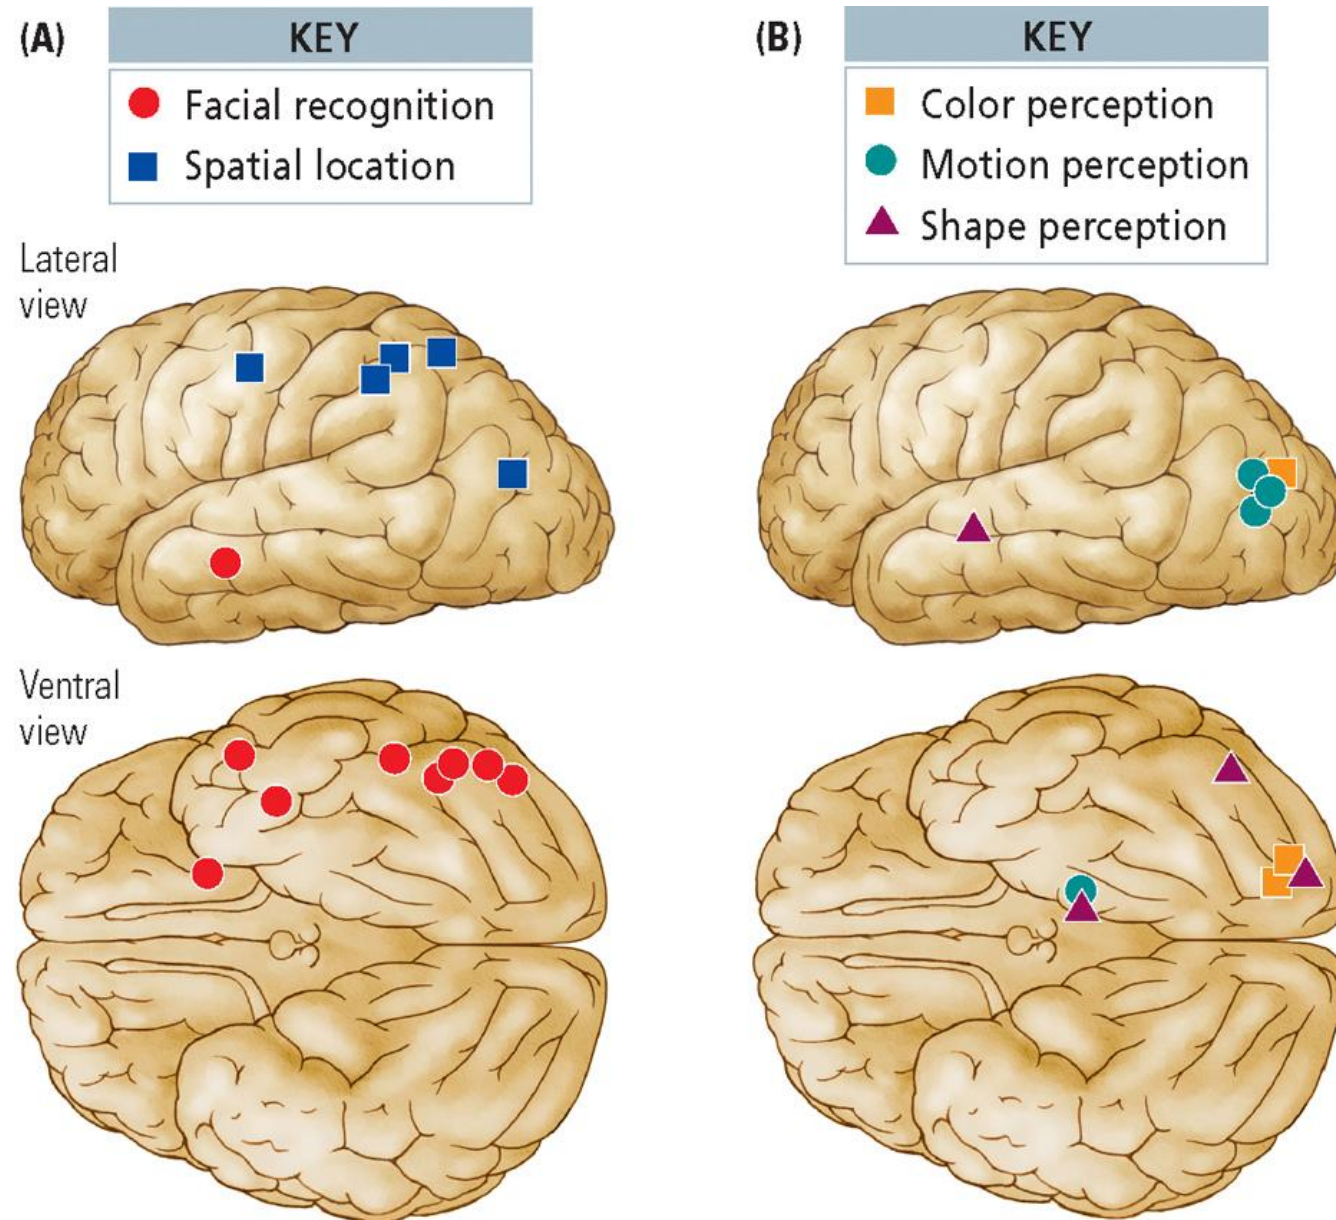 (A)
KEY
Facial recognition
Spatial location
(B)
KEY
Color perception
Motion perception
Shape perception
Lateral
view
Ventral
view